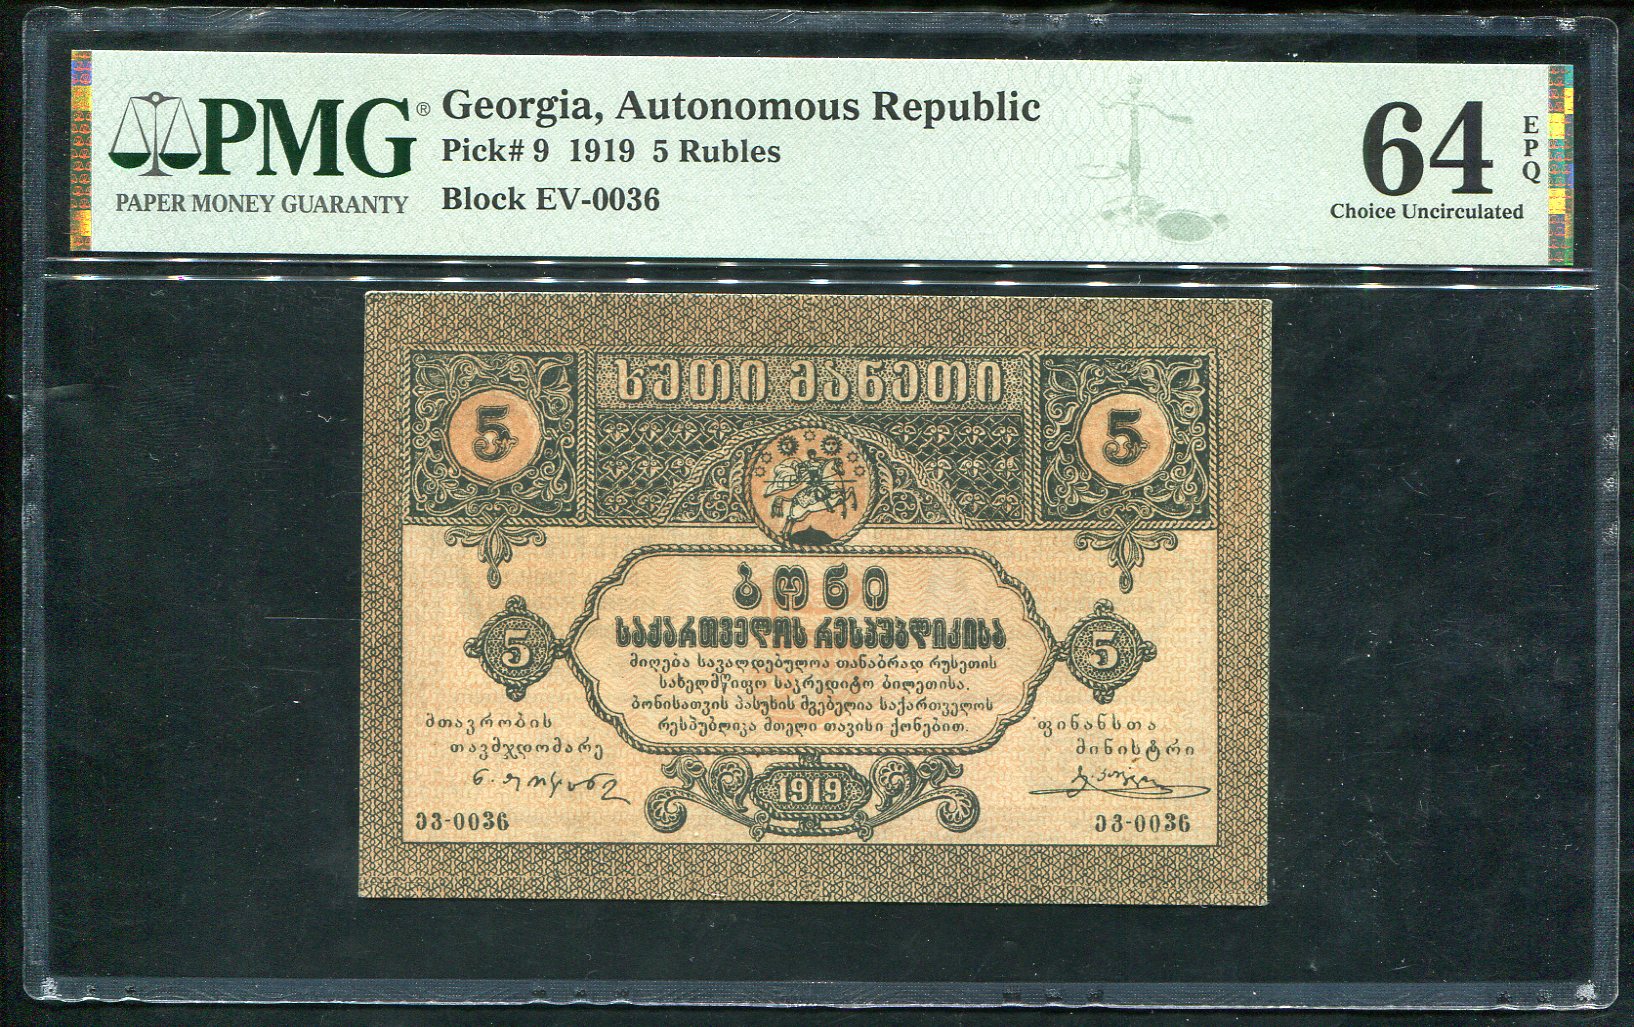 PMG®
PAPER MONEY GUARANTY
Georgia, Autonomous Republic
Pick# 9 1919 5 Rubles
Block EV-0036
64
EPQ
Choice Uncirculated
ხუთი მანეთი
5
5
ბონი
საქართველოს რესპუბლიკისა
5
5
მიღება სავალდებულოა თანაბრად რუსეთის
სახელმწიფო საკრედიტო ბილეთისა.
ბონისათვის პასუხის მგებელია საქართველოს
რესპუბლიკა მთელი თავისი ქონებით.
მთავრობის
თავმჯდომარე
ფინანსთა
მინისტრი
1919
ევ-0036
ევ-0036